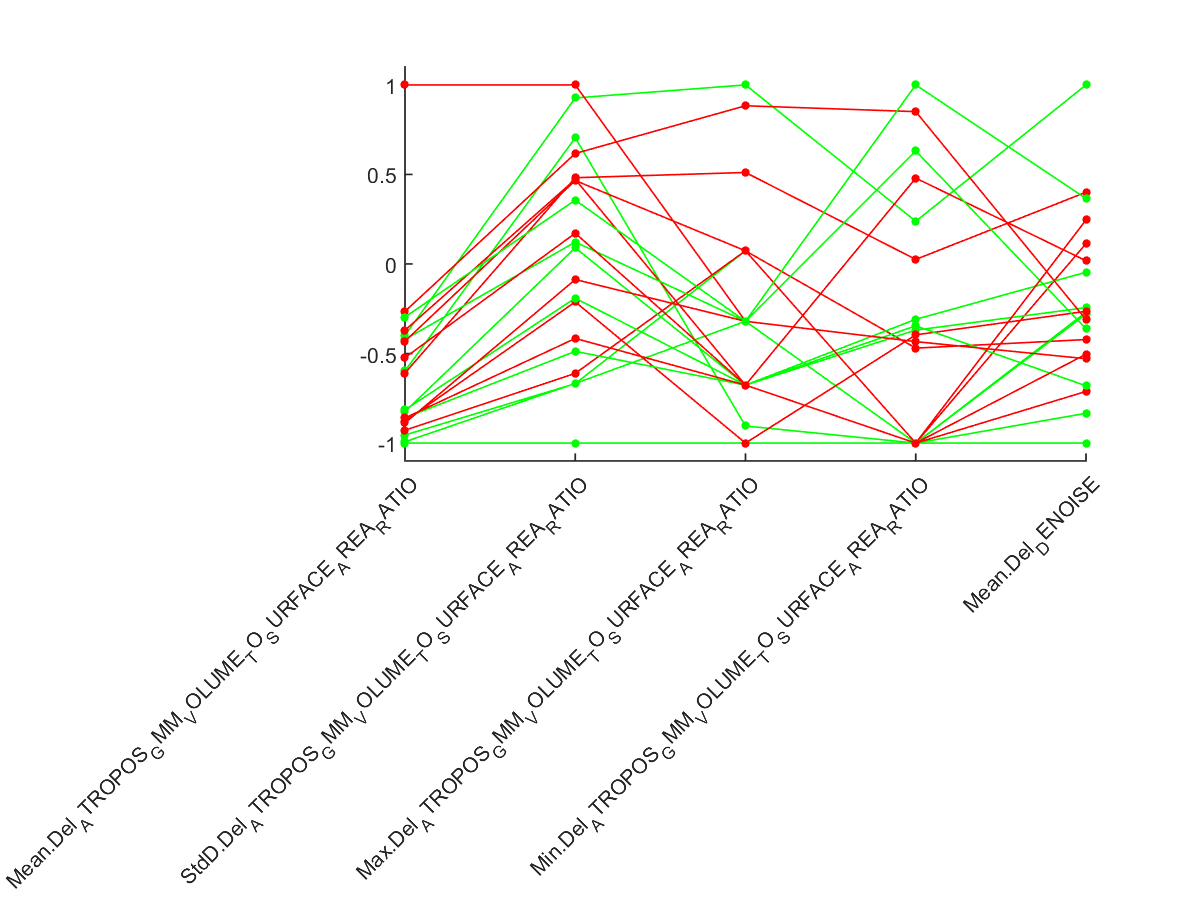 1
0.5
0
-0.5
-1
Mean.Del_ATROPOS_GMM_VOLUME_TO_SURFACE_AREA_RATIO
StdD.Del_ATROPOS_GMM_VOLUME_TO_SURFACE_AREA_RATIO
Max.Del_ATROPOS_GMM_VOLUME_TO_SURFACE_AREA_RATIO
Min.Del_ATROPOS_GMM_VOLUME_TO_SURFACE_AREA_RATIO
Mean.Del_DENOISE